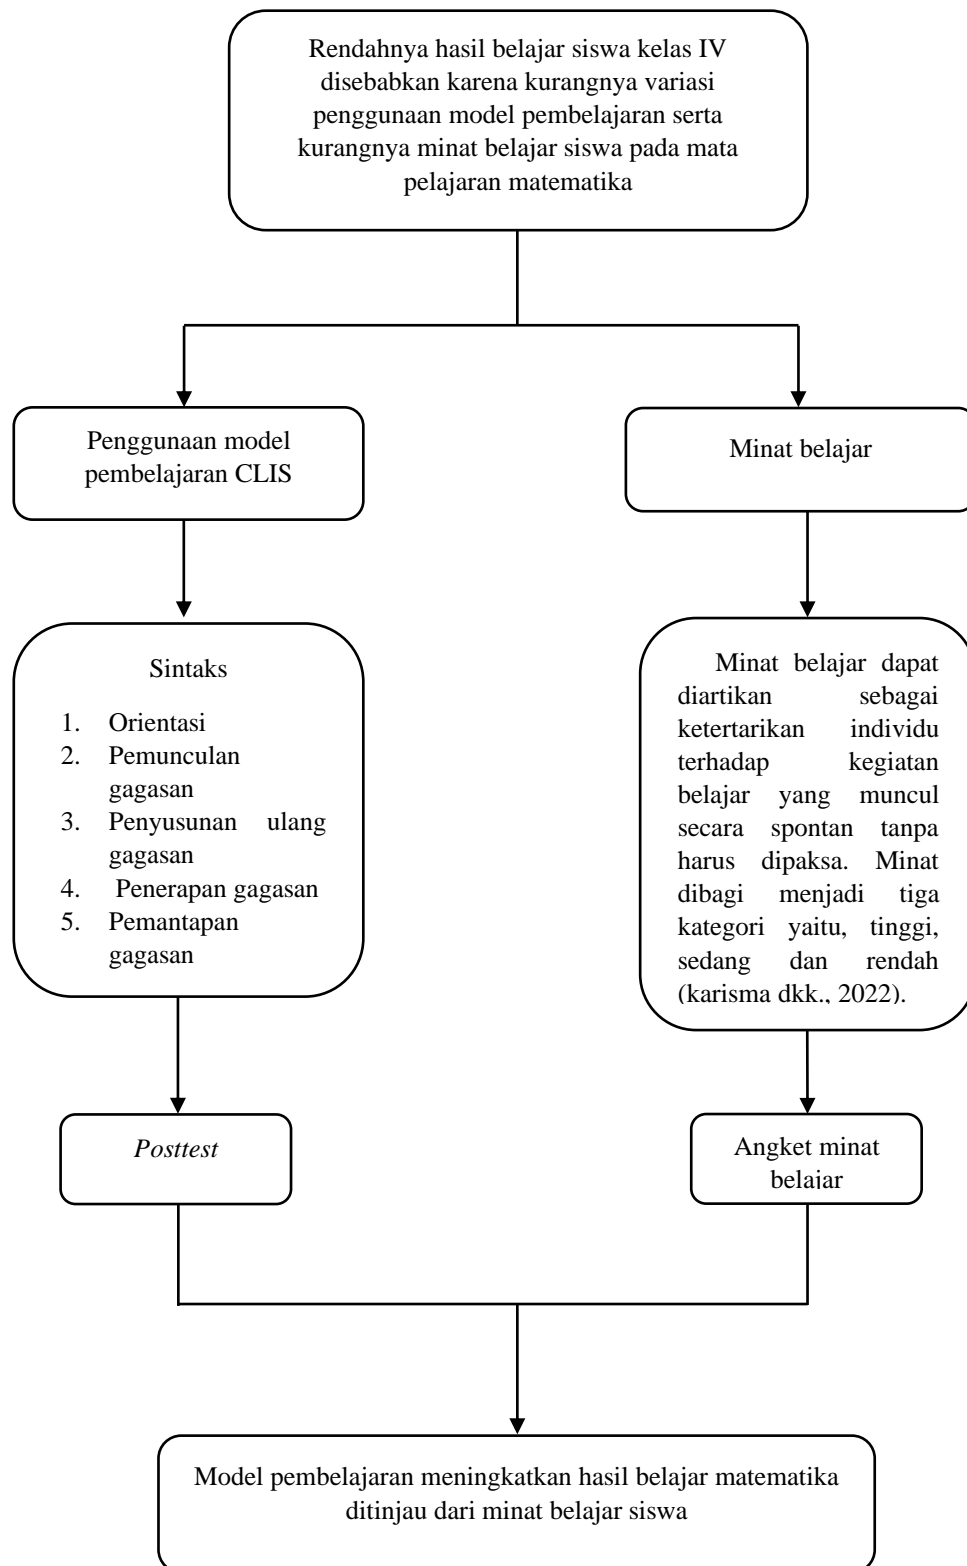 Rendahnya hasil belajar siswa kelas IV
disebabkan karena kurangnya variasi
penggunaan model pembelajaran serta
kurangnya minat belajar siswa pada mata
pelajaran matematika
Penggunaan model
pembelajaran CLIS
Minat belajar
Sintaks
1. Orientasi
2. Pemunculan
gagasan
3. Penyusunan ulang
gagasan
4. Penerapan gagasan
5. Pemantapan
gagasan
Minat belajar dapat
diartikan sebagai
ketertarikan individu
terhadap kegiatan
belajar yang muncul
secara spontan tanpa
harus dipaksa. Minat
dibagi menjadi tiga
kategori yaitu, tinggi,
sedang dan rendah
(karisma dkk., 2022).
Posttest
Angket minat
belajar
Model pembelajaran meningkatkan hasil belajar matematika
ditinjau dari minat belajar siswa